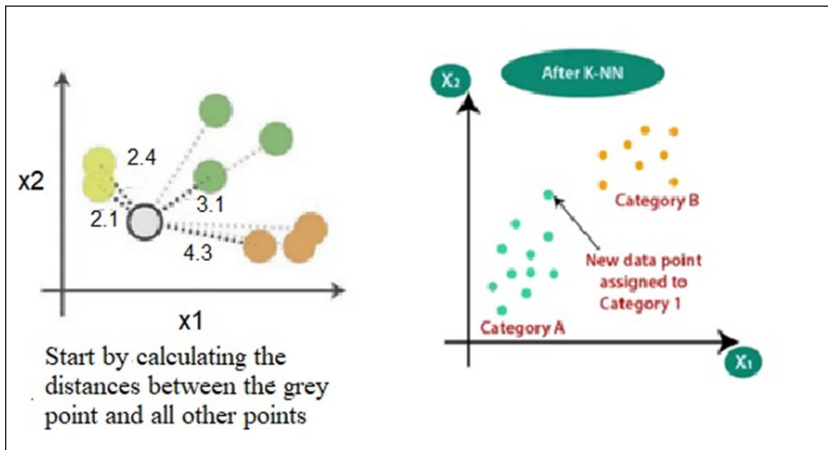 x2
2.4
2.1
3.1
4.3
x1
Start by calculating the
distances between the grey
point and all other points
After K-NN
X2
Category B
New data point
assigned to
Category 1
Category A
X1